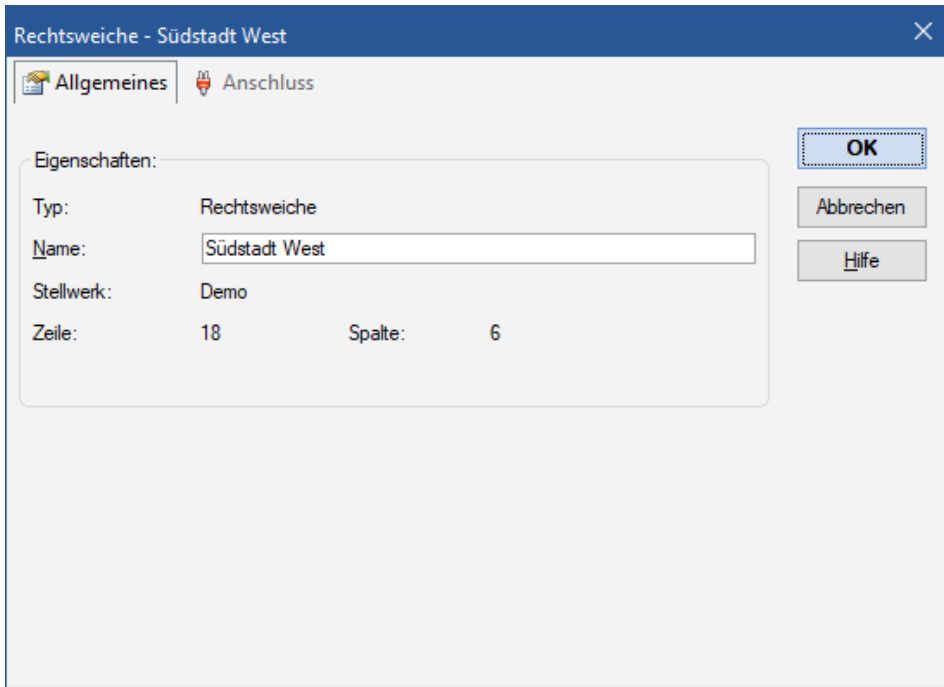 Rechtsweiche - Südstadt West
Allgemeines Anschluss
Eigenschaften:
OK
Typ: Rechtsweiche
Abbrechen
Name: Südstadt West
Hilfe
Stellwerk: Demo
Zeile: 18 Spalte: 6